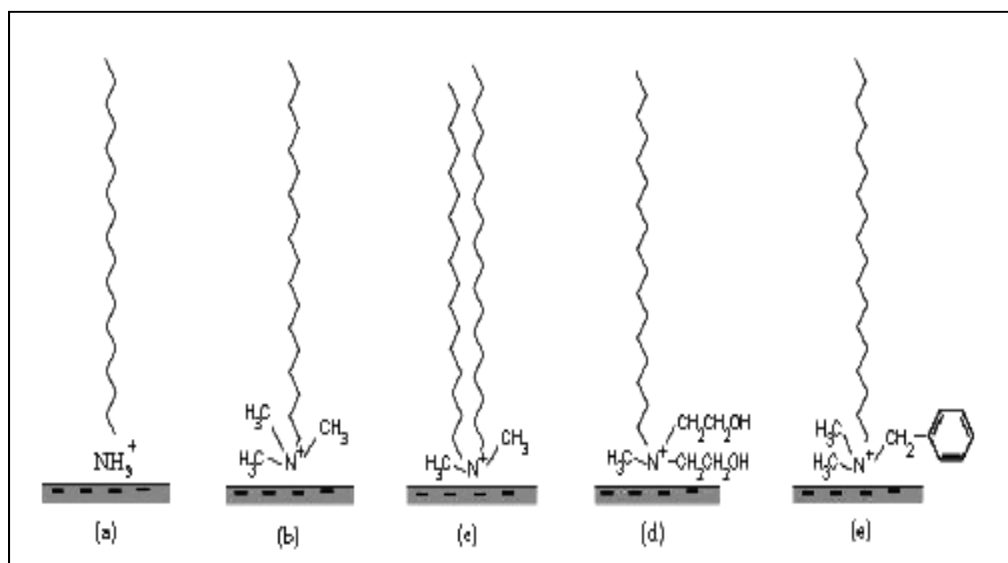 H₃C
CH₃
CH₃
CH₂CH₂OH
H₃C
CH₂
NH₃⁺
H₃C
N⁺
H₃C
N⁺
H₃C
N⁺
CH₂CH₂OH
H₃C
N⁺
(a)
(b)
(c)
(d)
(e)